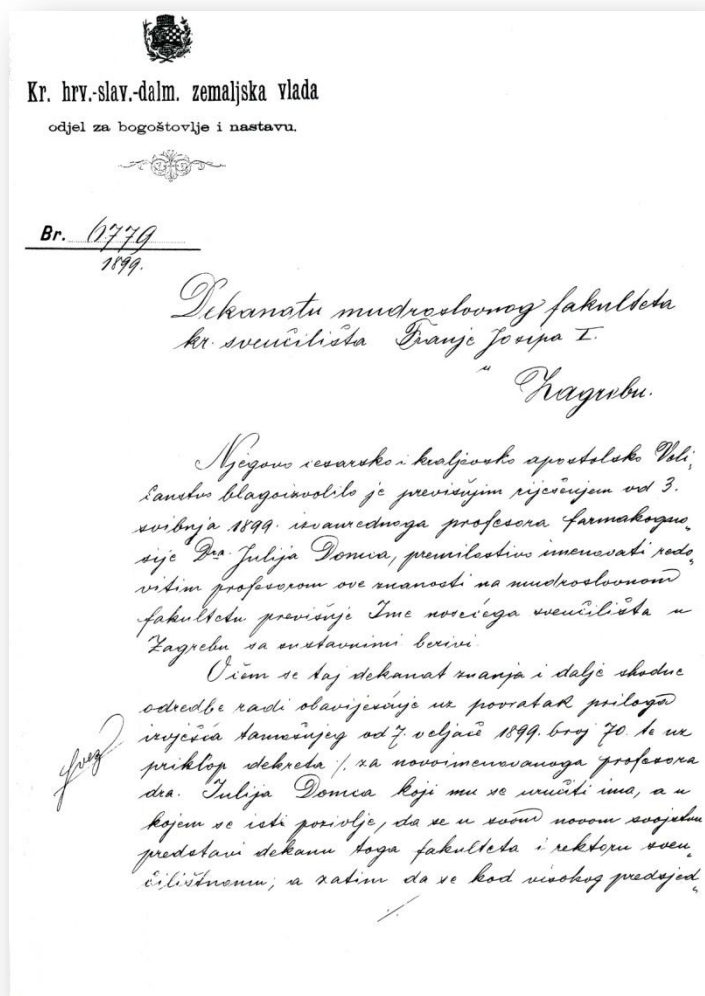 Kr. hrv.-slav.-dalm. zemaljska vlada
odjel za bogoštovlje i nastavu.
Br. 6779
1899.
Dekanatu mudroslovnog fakulteta
kr. sveučilišta Franje Josipa I.
u
Zagrebu.
Njegovo cesarsko i kraljevsko apostolsko Veli„
čanstvo blagoizvolilo je previšnjim riješenjem od 3.
svibnja 1899. izvanrednoga profesora farmakogno„
sije Dra. Julija Domca, premilostivo imenovati redo„
vitim profesorom ove znanosti na mudroslovnom
fakultetu previšnje Ime nosećega sveučilišta u
Zagrebu sa sustavnimi berivi.
O čem se taj dekanat znanja i dalje shodne
odredbe radi obavješćuje uz povratak priloga
izvješća tamošnjeg od 7. veljače 1899. broj 70. te uz
priklop dekreta ·/. za novoimenovanoga profesora
dra. Julija Domca koji mu se uručiti ima, a u
kojem se isti pozivlje, da se u svom novom svojstvu
predstavi dekanu toga fakulteta i rektoru sveu„
čilištnomu; a zatim da se kod visokog predsjed„
·/.